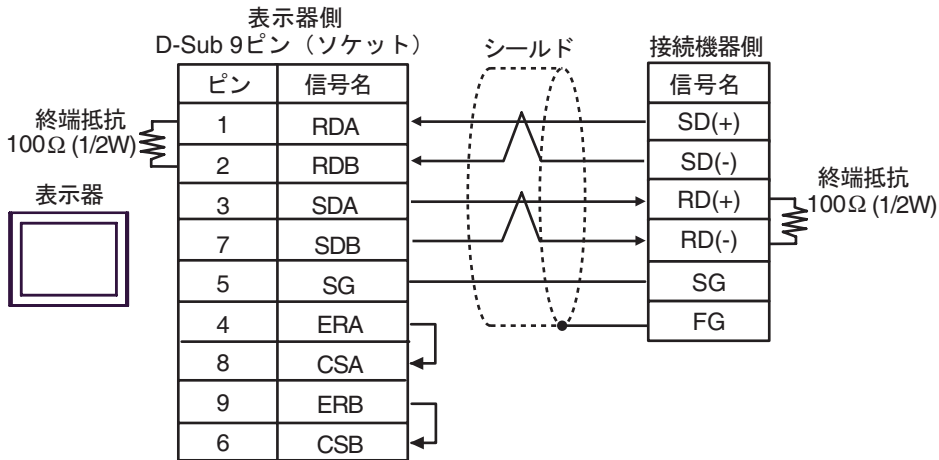 表示器側
D-Sub 9ピン（ソケット）
シールド
接続機器側
ピン 信号名
信号名
終端抵抗
100Ω (1/2W)
1 RDA
SD(+)
2 RDB
SD(-)
表示器
3 SDA
RD(+)
終端抵抗
100Ω (1/2W)
7 SDB
RD(-)
5 SG
SG
4 ERA
FG
8 CSA
9 ERB
6 CSB